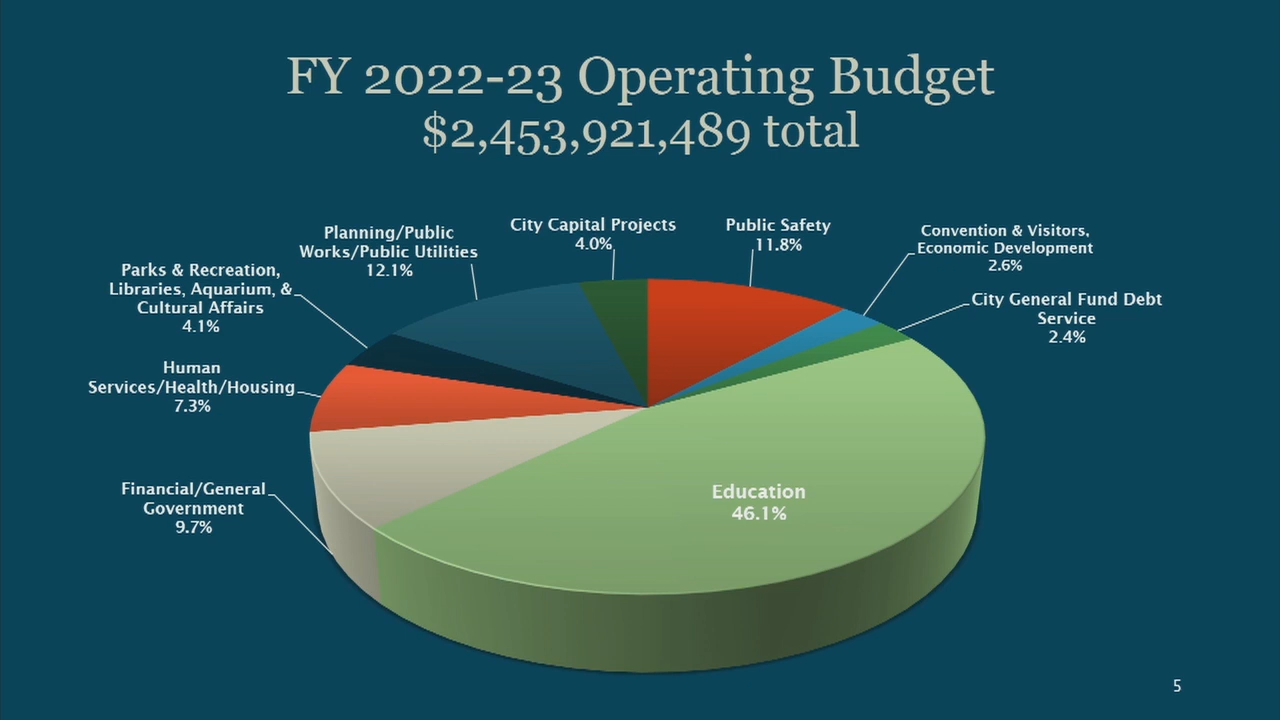 FY 2022-23 Operating Budget
$2,453,921,489 total
City Capital Projects
4.0%
Public Safety
11.8%
Convention & Visitors,
Economic Development
2.6%
City General Fund Debt
Service
2.4%
Education
46.1%
Financial/General
Government
9.7%
Human
Services/Health/Housing
7.3%
Parks & Recreation,
Libraries, Aquarium, &
Cultural Affairs
4.1%
Planning/Public
Works/Public Utilities
12.1%
5